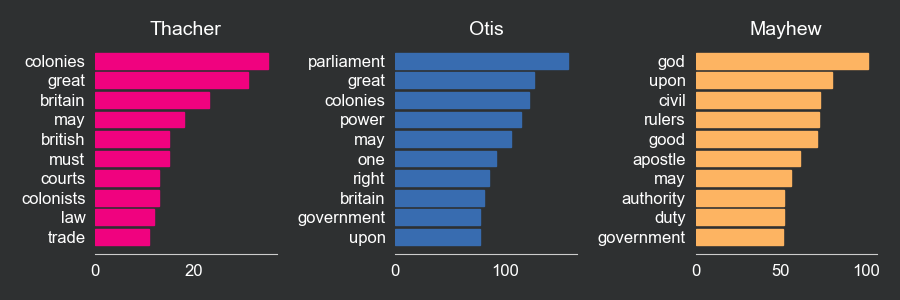 Thacher
colonies
great
britain
may
british
must
courts
colonists
law
trade
0 20
Otis
parliament
great
colonies
power
may
one
right
britain
government
upon
0 100
Mayhew
god
upon
civil
rulers
good
apostle
may
authority
duty
government
0 50 100